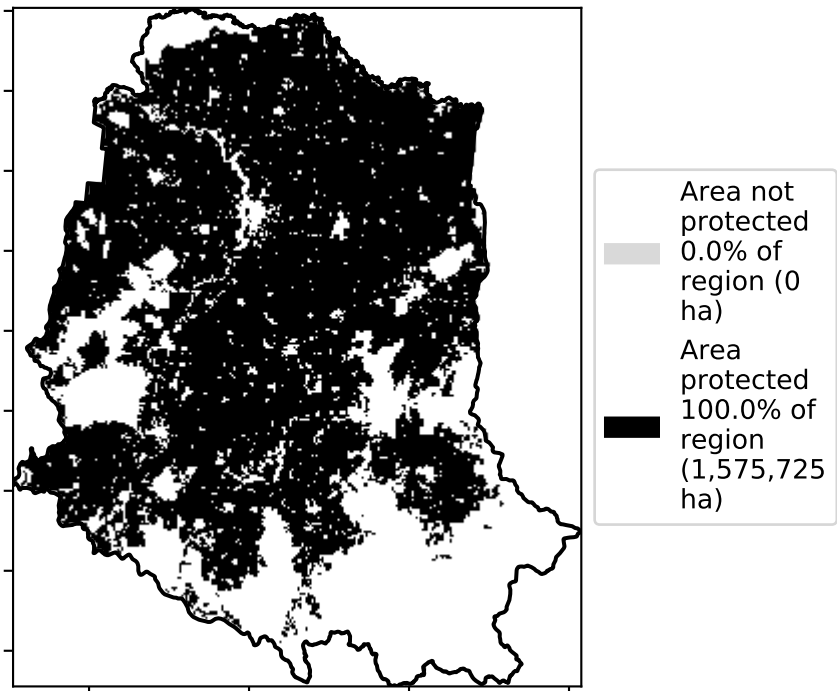 Area not
protected
0.0% of
region (0
ha)
Area
protected
100.0% of
region
(1,575,725
ha)